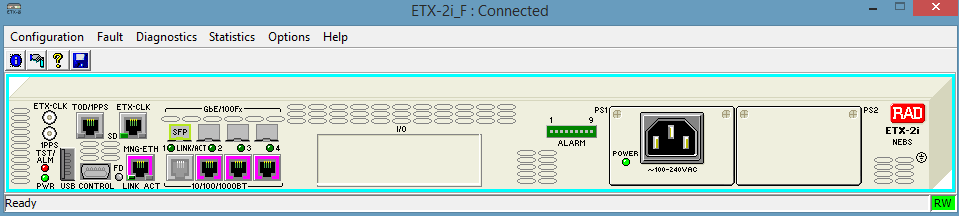 ETX-2i_F : Connected
Configuration Fault Diagnostics Statistics Options Help
ETX-CLK TOD/1PPS ETX-CLK GbE/100Fx
1PPS
SD
SFP
TST/
ALM
MNG-ETH
1 LINK/ACT 2 3 4
PWR USB CONTROL FD LINK ACT
10/100/1000BT
I/O
1 9
ALARM
PS1
POWER
~100-240VAC
PS2
RAD
ETX-2i
NEBS
Ready RW